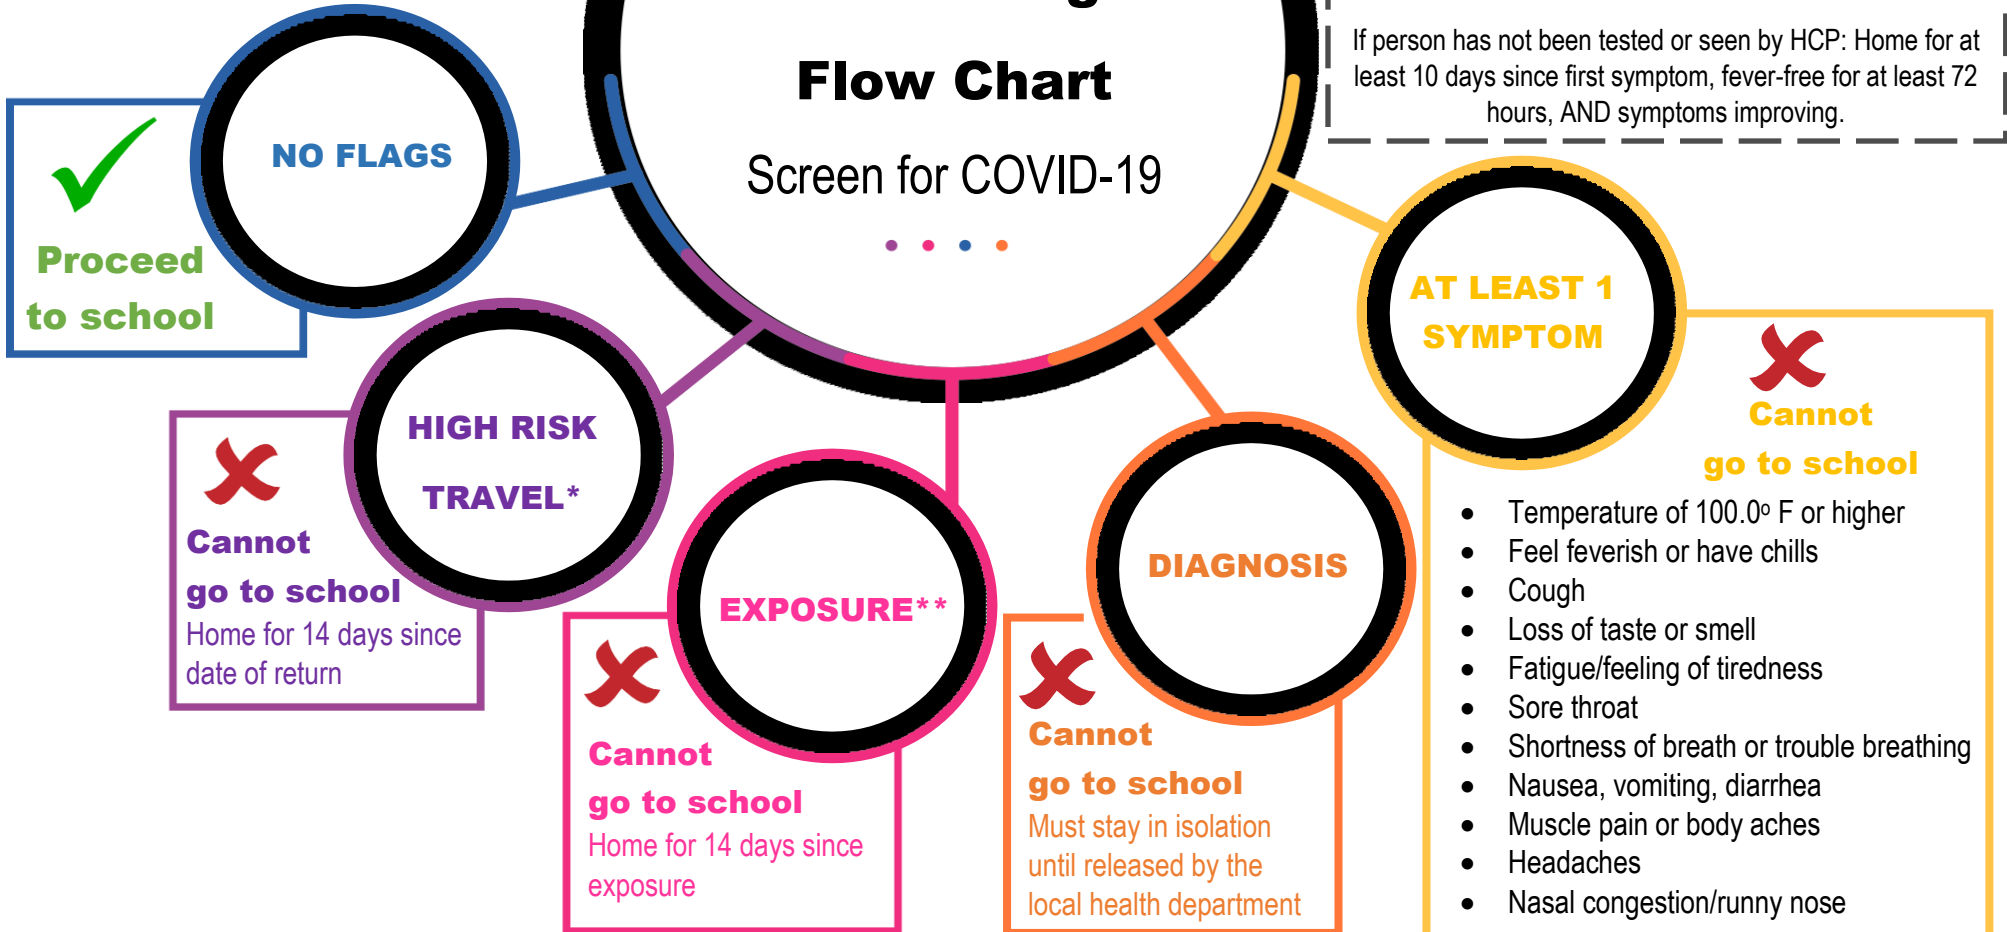 Flow Chart
Screen for COVID-19
If person has not been tested or seen by HCP: Home for at
least 10 days since first symptom, fever-free for at least 72
hours, AND symptoms improving.
NO FLAGS
Proceed
to school
HIGH RISK
TRAVEL*
Cannot
go to school
Home for 14 days since
date of return
EXPOSURE**
Cannot
go to school
Home for 14 days since
exposure
DIAGNOSIS
Cannot
go to school
Must stay in isolation
until released by the
local health department
AT LEAST 1
SYMPTOM
Cannot
go to school
• Temperature of 100.0º F or higher
• Feel feverish or have chills
• Cough
• Loss of taste or smell
• Fatigue/feeling of tiredness
• Sore throat
• Shortness of breath or trouble breathing
• Nausea, vomiting, diarrhea
• Muscle pain or body aches
• Headaches
• Nasal congestion/runny nose